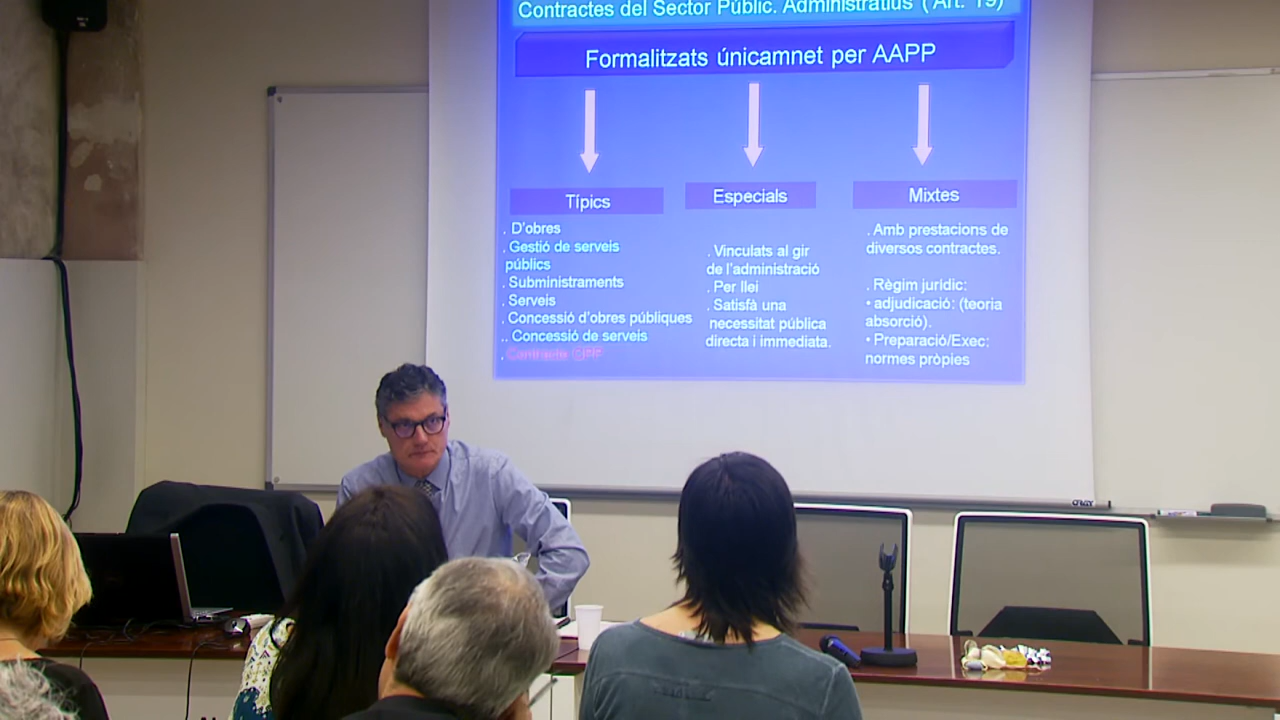 Contractes del Sector Públic. Administratius ( Art. 19)
Formalitzats únicamnet per AAPP
Típics
. D'obres
. Gestió de serveis
públics
. Subministraments
. Serveis
. Concessió d'obres públiques
.. Concessió de serveis
. Contracte CPP
Especials
. Vinculats al gir
de l'administració
. Per llei
. Satisfà una
necessitat pública
directa i immediata.
Mixtes
. Amb prestacions de
diversos contractes.
. Règim jurídic:
• adjudicació: (teoria
absorció).
• Preparació/Exec:
normes pròpies